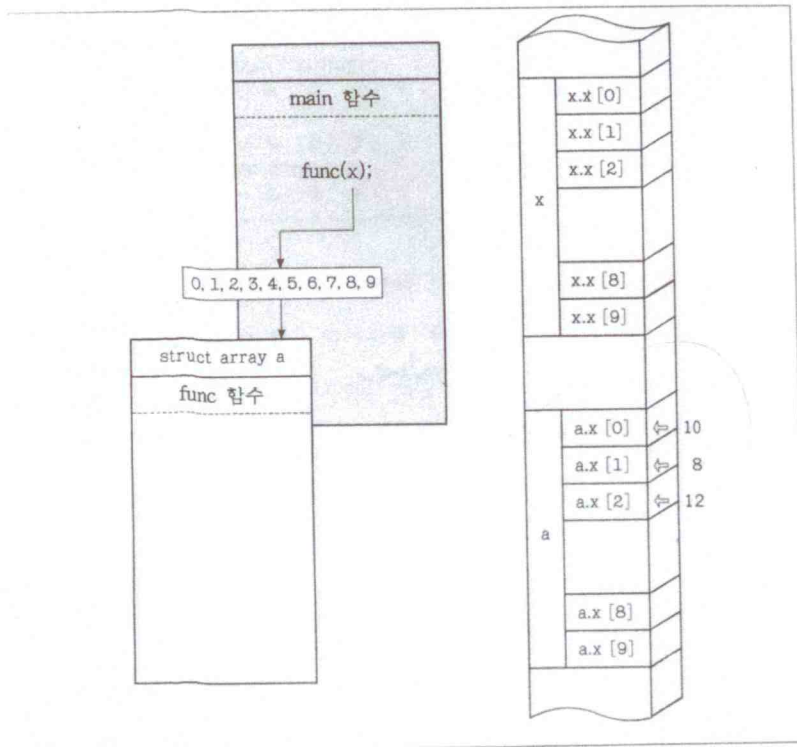 main 함수
func(x);
0, 1, 2, 3, 4, 5, 6, 7, 8, 9
struct array a
func 함수
x
x.x [0]
x.x [1]
x.x [2]
x.x [8]
x.x [9]
a
a.x [0] ⇦ 10
a.x [1] ⇦ 8
a.x [2] ⇦ 12
a.x [8]
a.x [9]